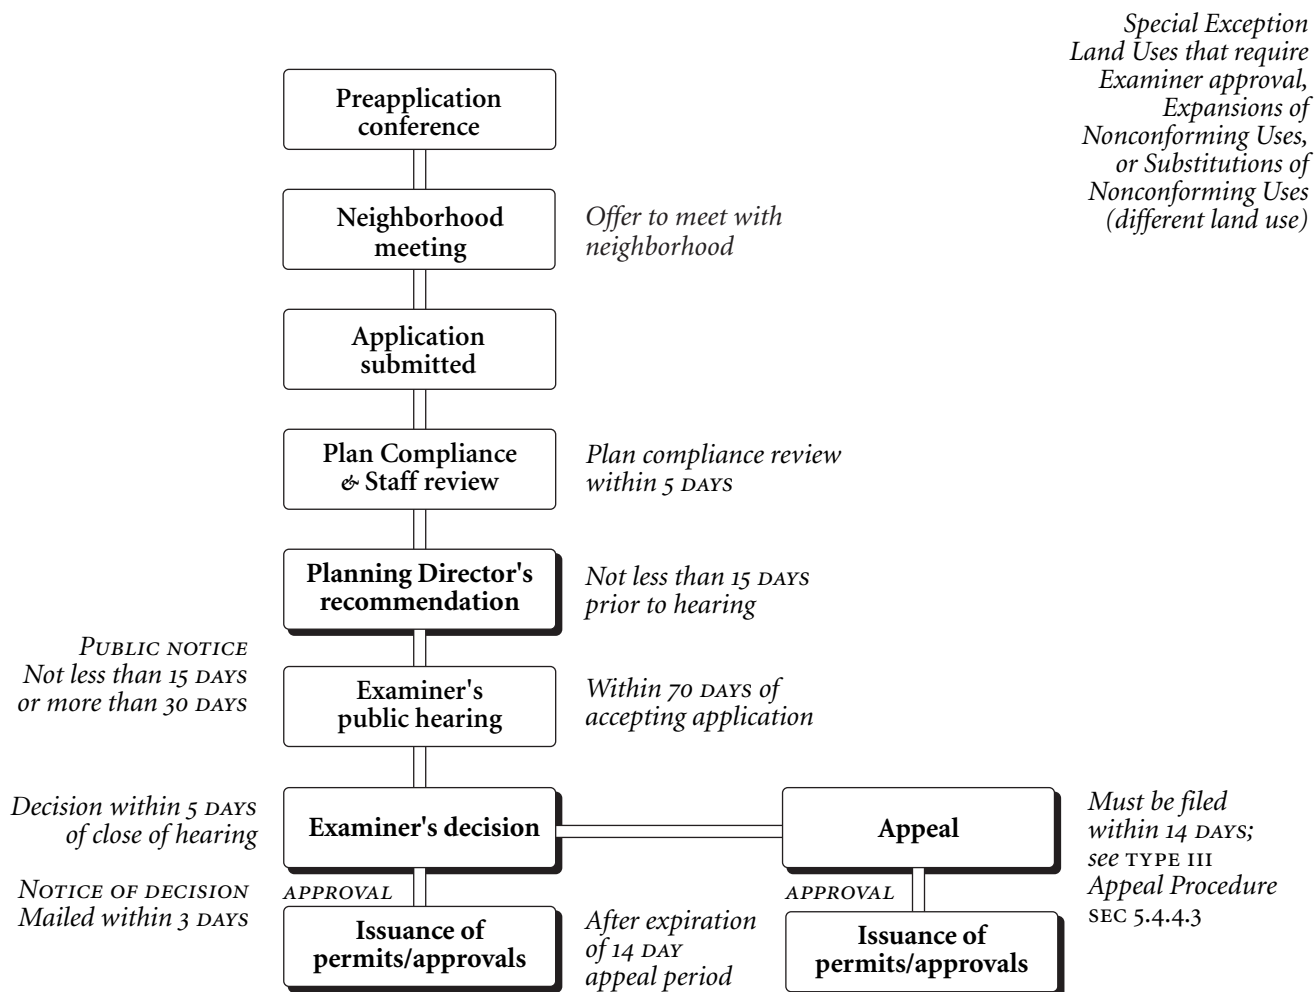 Special Exception
Land Uses that require
Examiner approval,
Expansions of
Nonconforming Uses,
or Substitutions of
Nonconforming Uses
(different land use)
Preapplication
conference
Neighborhood
meeting
Offer to meet with
neighborhood
Application
submitted
Plan Compliance
& Staff review
Plan compliance review
within 5 DAYS
Planning Director's
recommendation
Not less than 15 DAYS
prior to hearing
PUBLIC NOTICE
Not less than 15 DAYS
or more than 30 DAYS
Examiner's
public hearing
Within 70 DAYS of
accepting application
Decision within 5 DAYS
of close of hearing
Examiner's decision
Appeal
Must be filed
within 14 DAYS;
see TYPE III
Appeal Procedure
SEC 5.4.4.3
NOTICE OF DECISION
Mailed within 3 DAYS
APPROVAL
Issuance of
permits/approvals
After expiration
of 14 DAY
appeal period
APPROVAL
Issuance of
permits/approvals